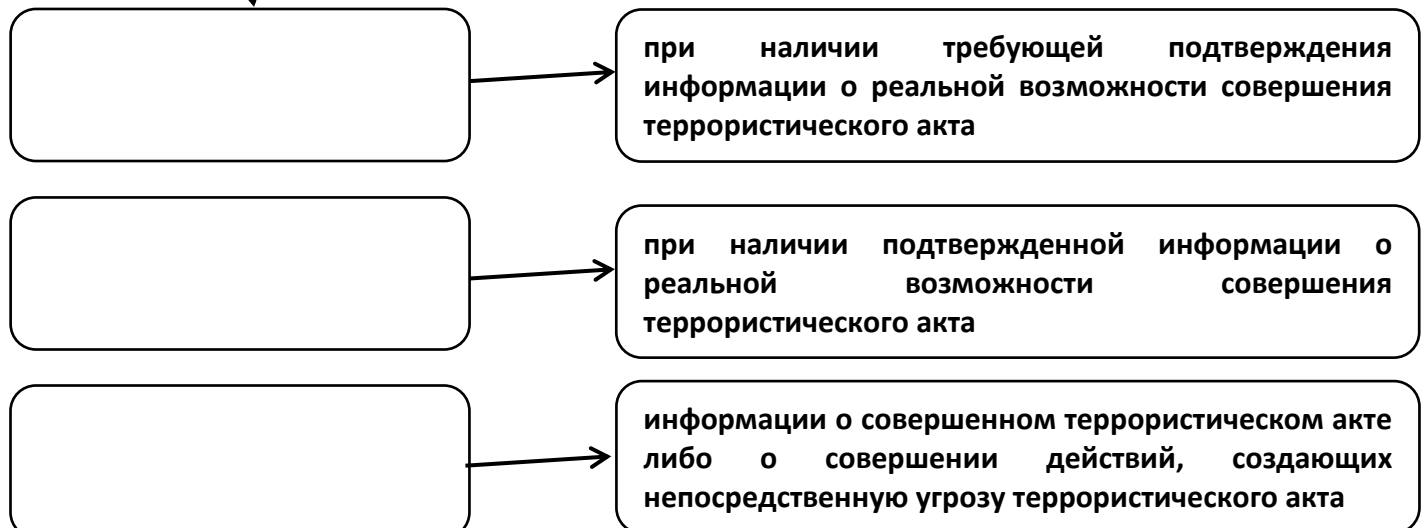 при наличии требующей подтверждения
информации о реальной возможности совершения
террористического акта
при наличии подтвержденной информации о
реальной возможности совершения
террористического акта
информации о совершенном террористическом акте
либо о совершении действий, создающих
непосредственную угрозу террористического акта